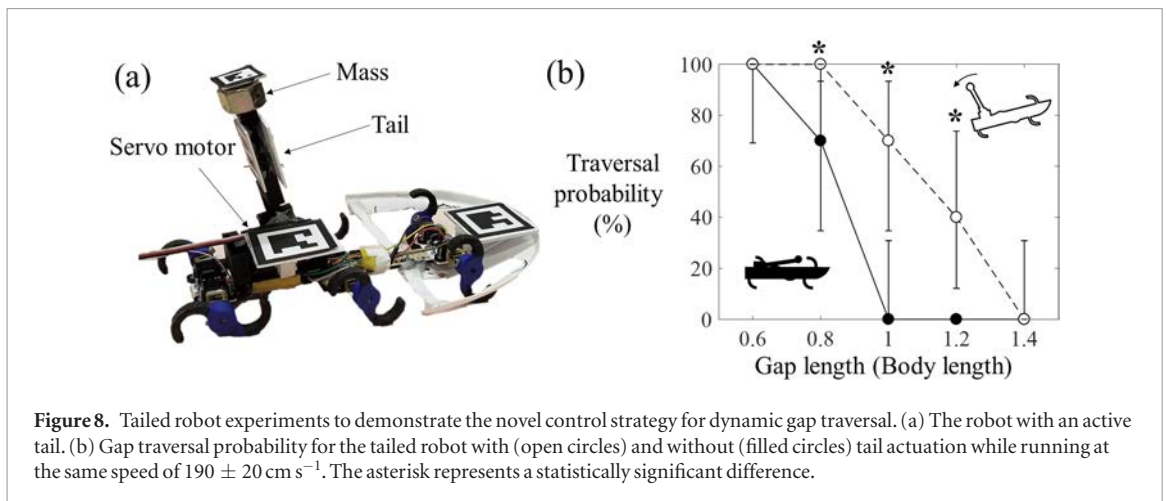 (a)
Mass
Tail
Servo motor
(b)
Traversal
probability
(%)
100
80
60
40
20
0
*
*
*
0.6 0.8 1 1.2 1.4
Gap length (Body length)
Figure 8. Tailed robot experiments to demonstrate the novel control strategy for dynamic gap traversal. (a) The robot with an active
tail. (b) Gap traversal probability for the tailed robot with (open circles) and without (filled circles) tail actuation while running at
the same speed of 190 ± 20 cm s⁻¹. The asterisk represents a statistically significant difference.